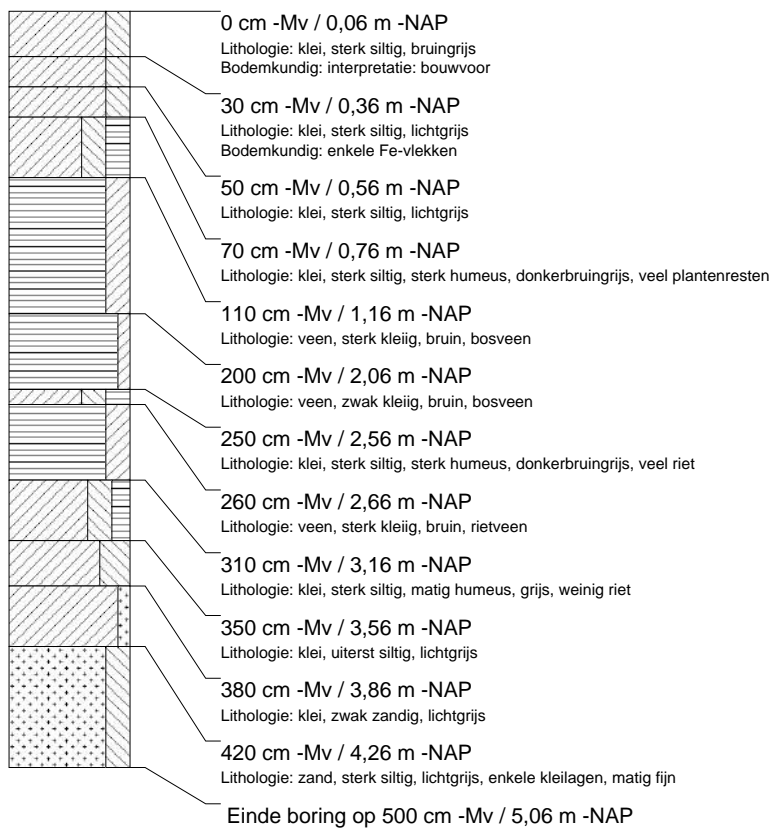 0 cm -Mv / 0,06 m -NAP
Lithologie: klei, sterk siltig, bruingrijs
Bodemkundig: interpretatie: bouwvoor
30 cm -Mv / 0,36 m -NAP
Lithologie: klei, sterk siltig, lichtgrijs
Bodemkundig: enkele Fe-vlekken
50 cm -Mv / 0,56 m -NAP
Lithologie: klei, sterk siltig, lichtgrijs
70 cm -Mv / 0,76 m -NAP
Lithologie: klei, sterk siltig, sterk humeus, donkerbruingrijs, veel plantenresten
110 cm -Mv / 1,16 m -NAP
Lithologie: veen, sterk kleiig, bruin, bosveen
200 cm -Mv / 2,06 m -NAP
Lithologie: veen, zwak kleiig, bruin, bosveen
250 cm -Mv / 2,56 m -NAP
Lithologie: klei, sterk siltig, sterk humeus, donkerbruingrijs, veel riet
260 cm -Mv / 2,66 m -NAP
Lithologie: veen, sterk kleiig, bruin, rietveen
310 cm -Mv / 3,16 m -NAP
Lithologie: klei, sterk siltig, matig humeus, grijs, weinig riet
350 cm -Mv / 3,56 m -NAP
Lithologie: klei, uiterst siltig, lichtgrijs
380 cm -Mv / 3,86 m -NAP
Lithologie: klei, zwak zandig, lichtgrijs
420 cm -Mv / 4,26 m -NAP
Lithologie: zand, sterk siltig, lichtgrijs, enkele kleilagen, matig fijn
Einde boring op 500 cm -Mv / 5,06 m -NAP